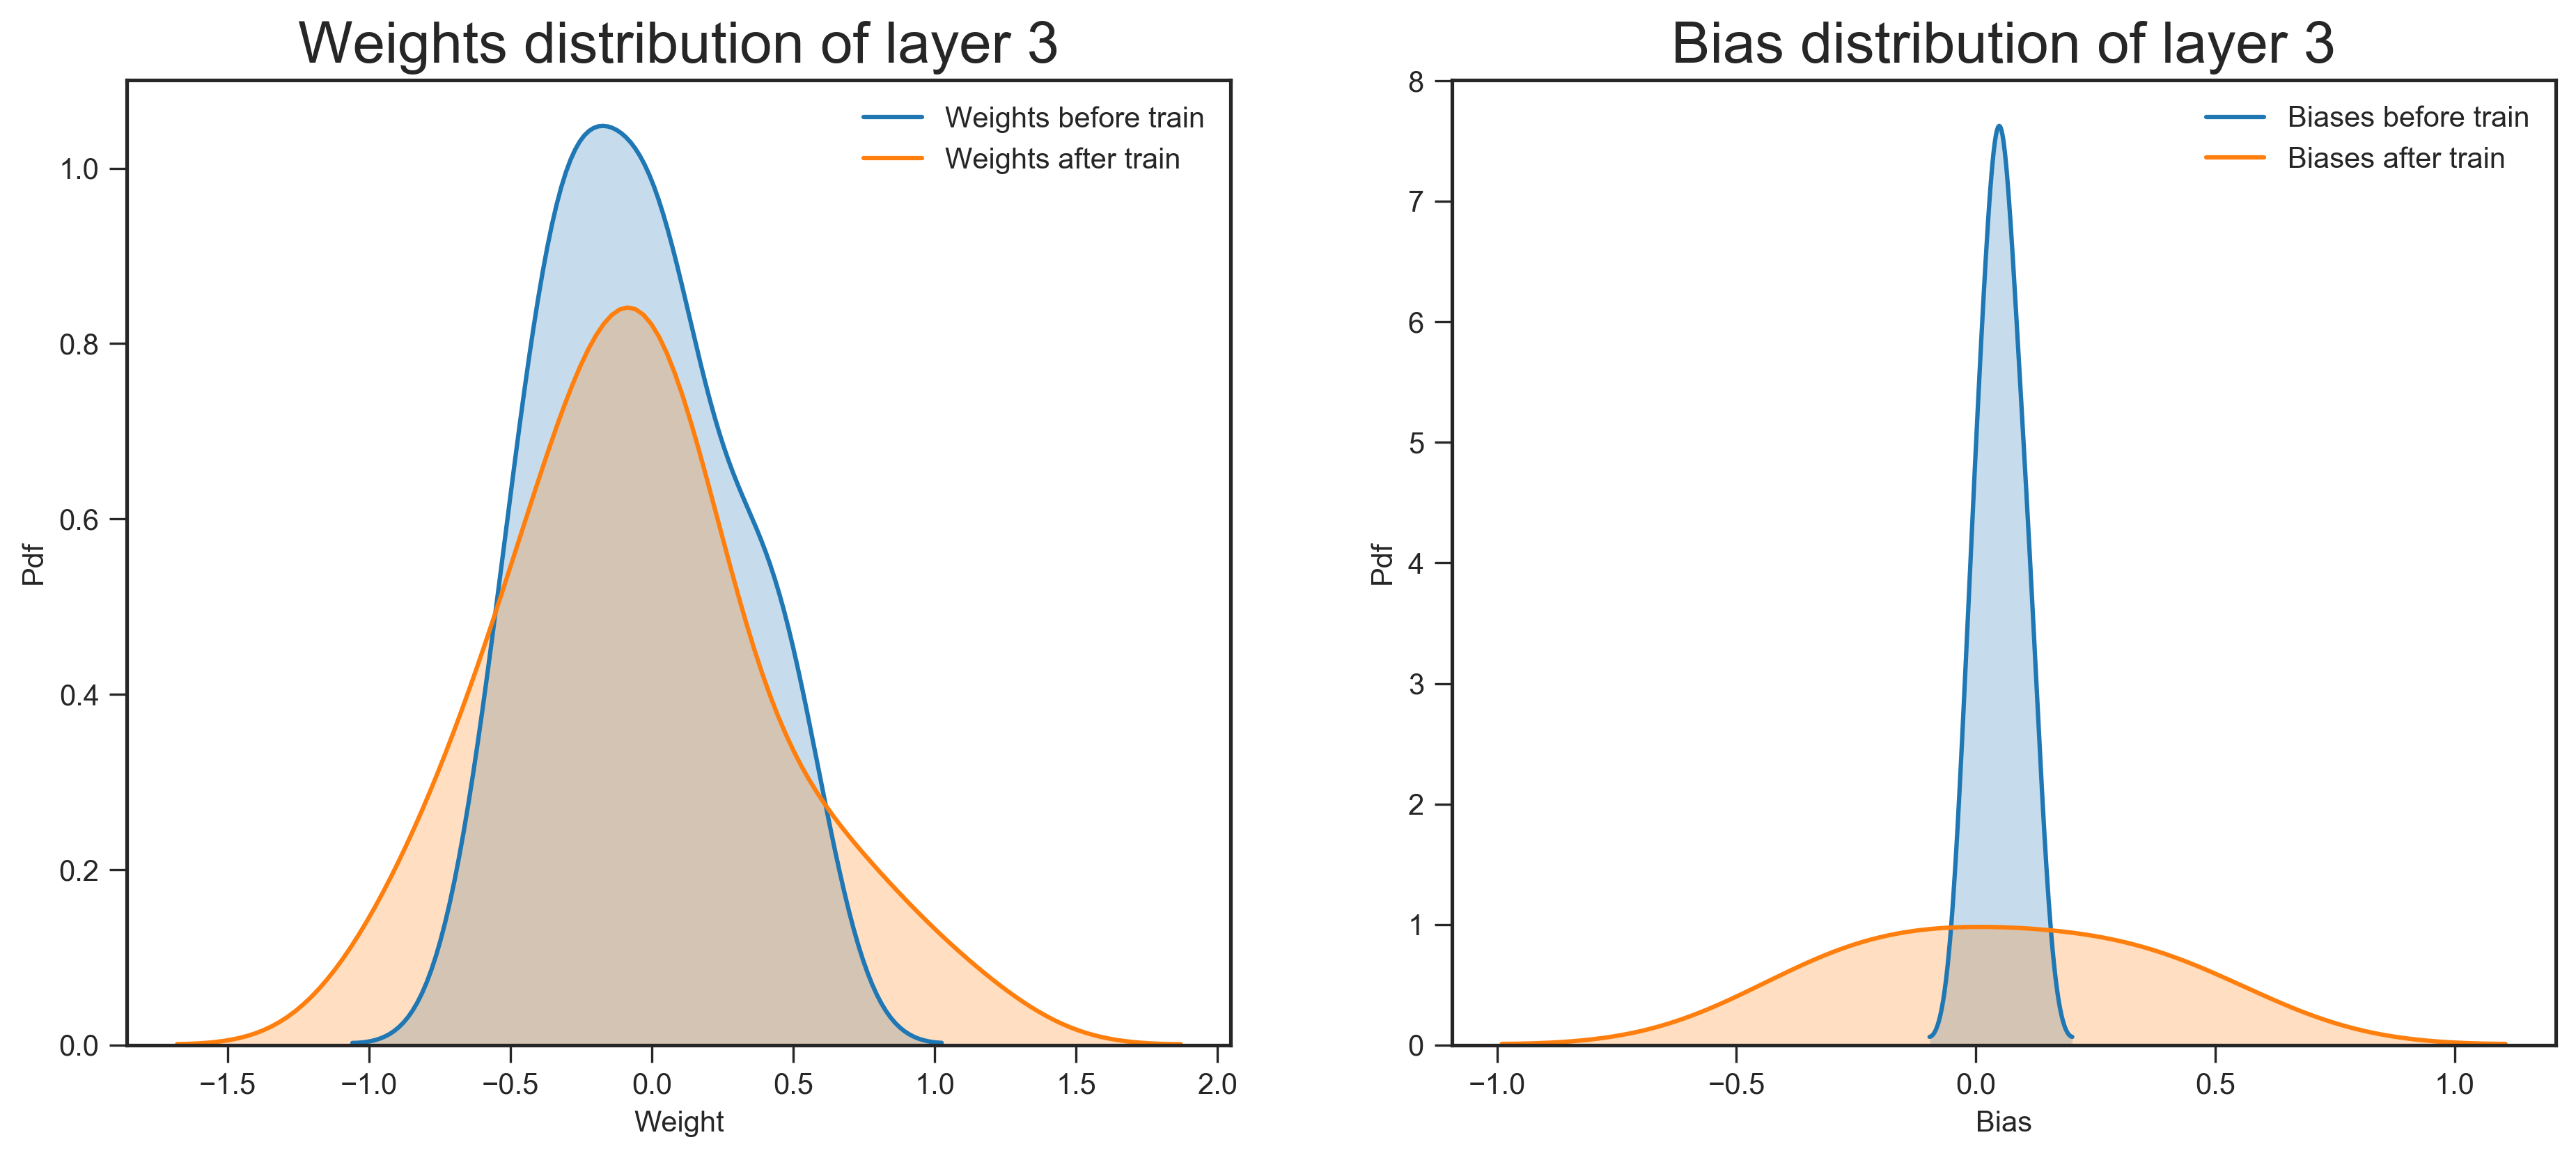 Weights distribution of layer 3
Weights before train
Weights after train
1.0
0.8
0.6
0.4
0.2
0.0
Pdf
−1.5 −1.0 −0.5 0.0 0.5 1.0 1.5 2.0
Weight
Bias distribution of layer 3
Biases before train
Biases after train
8
7
6
5
4
3
2
1
0
Pdf
−1.0 −0.5 0.0 0.5 1.0
Bias